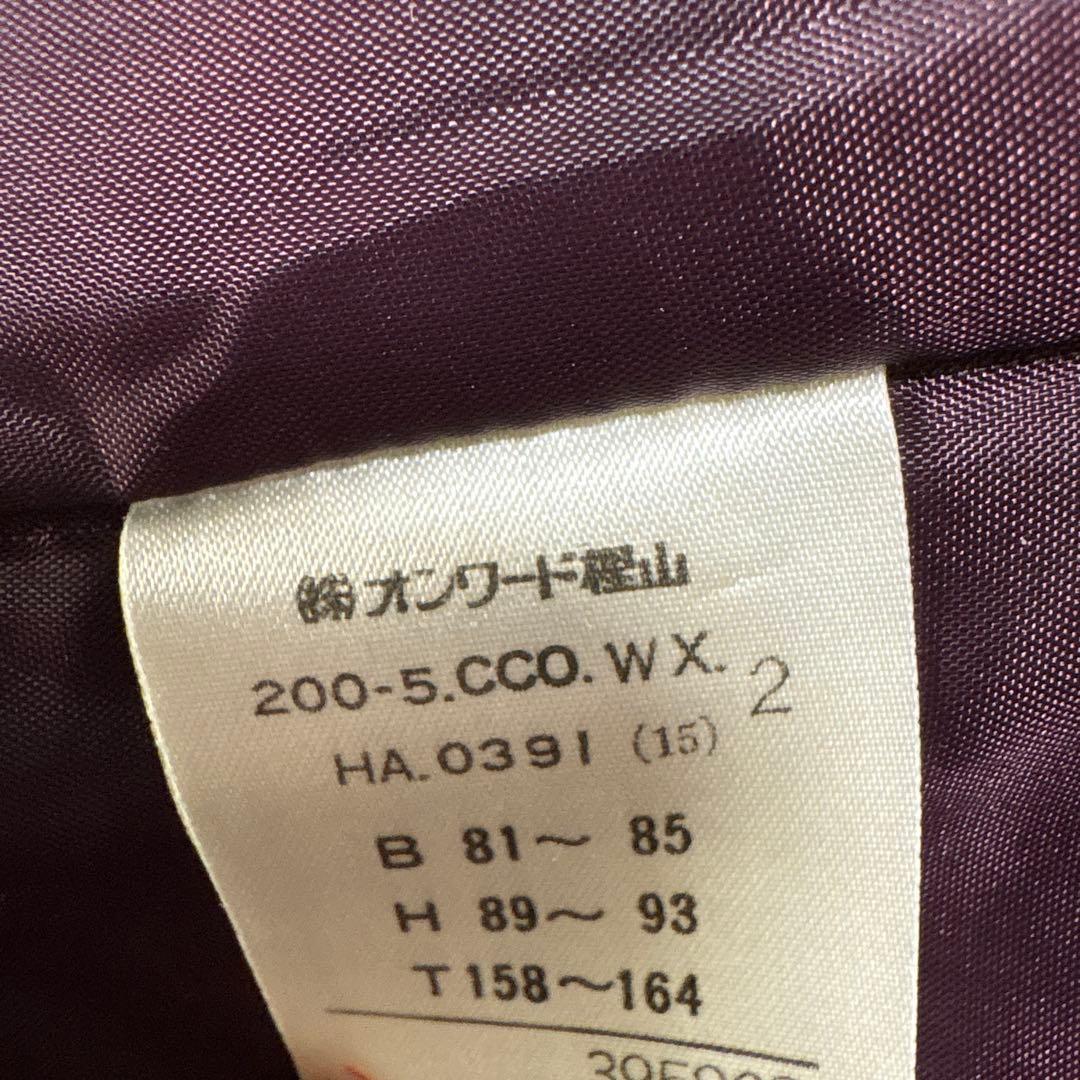 (株)オンワード樫山
200-5.CCO.WX. 2
HA.0391 (15)
B 81～ 85
H 89～ 93
T 158～164